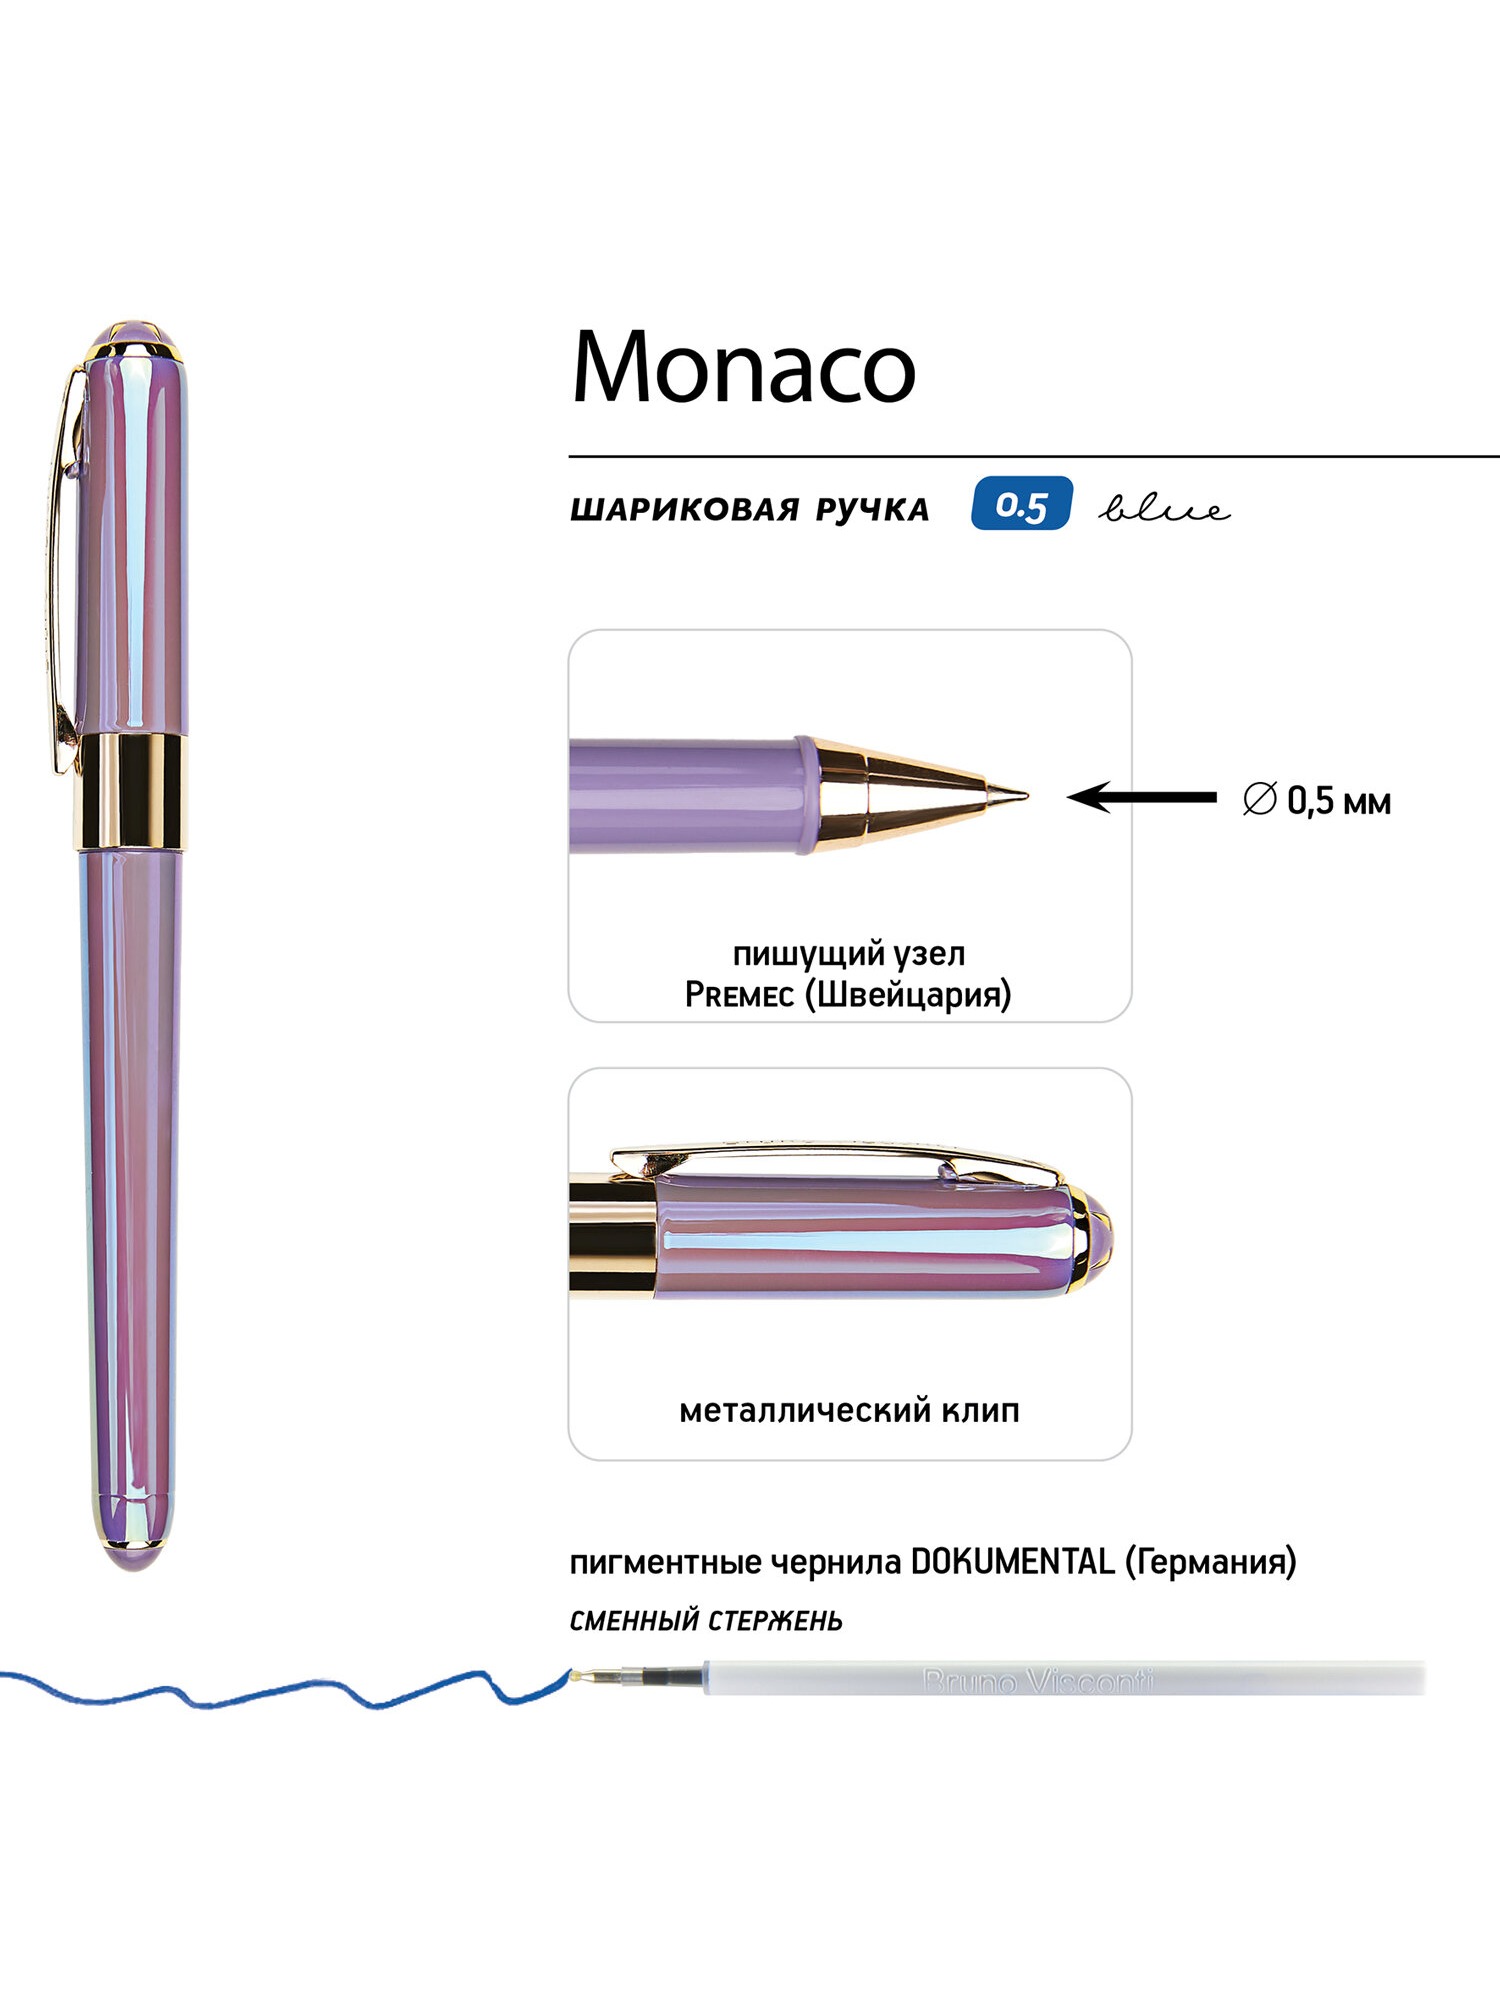 Monaco
ШАРИКОВАЯ РУЧКА 0.5 blue
∅ 0,5 мм
пишущий узел
PREMEC (Швейцария)
металлический клип
пигментные чернила DOKUMENTAL (Германия)
СМЕННЫЙ СТЕРЖЕНЬ
Bruno Visconti